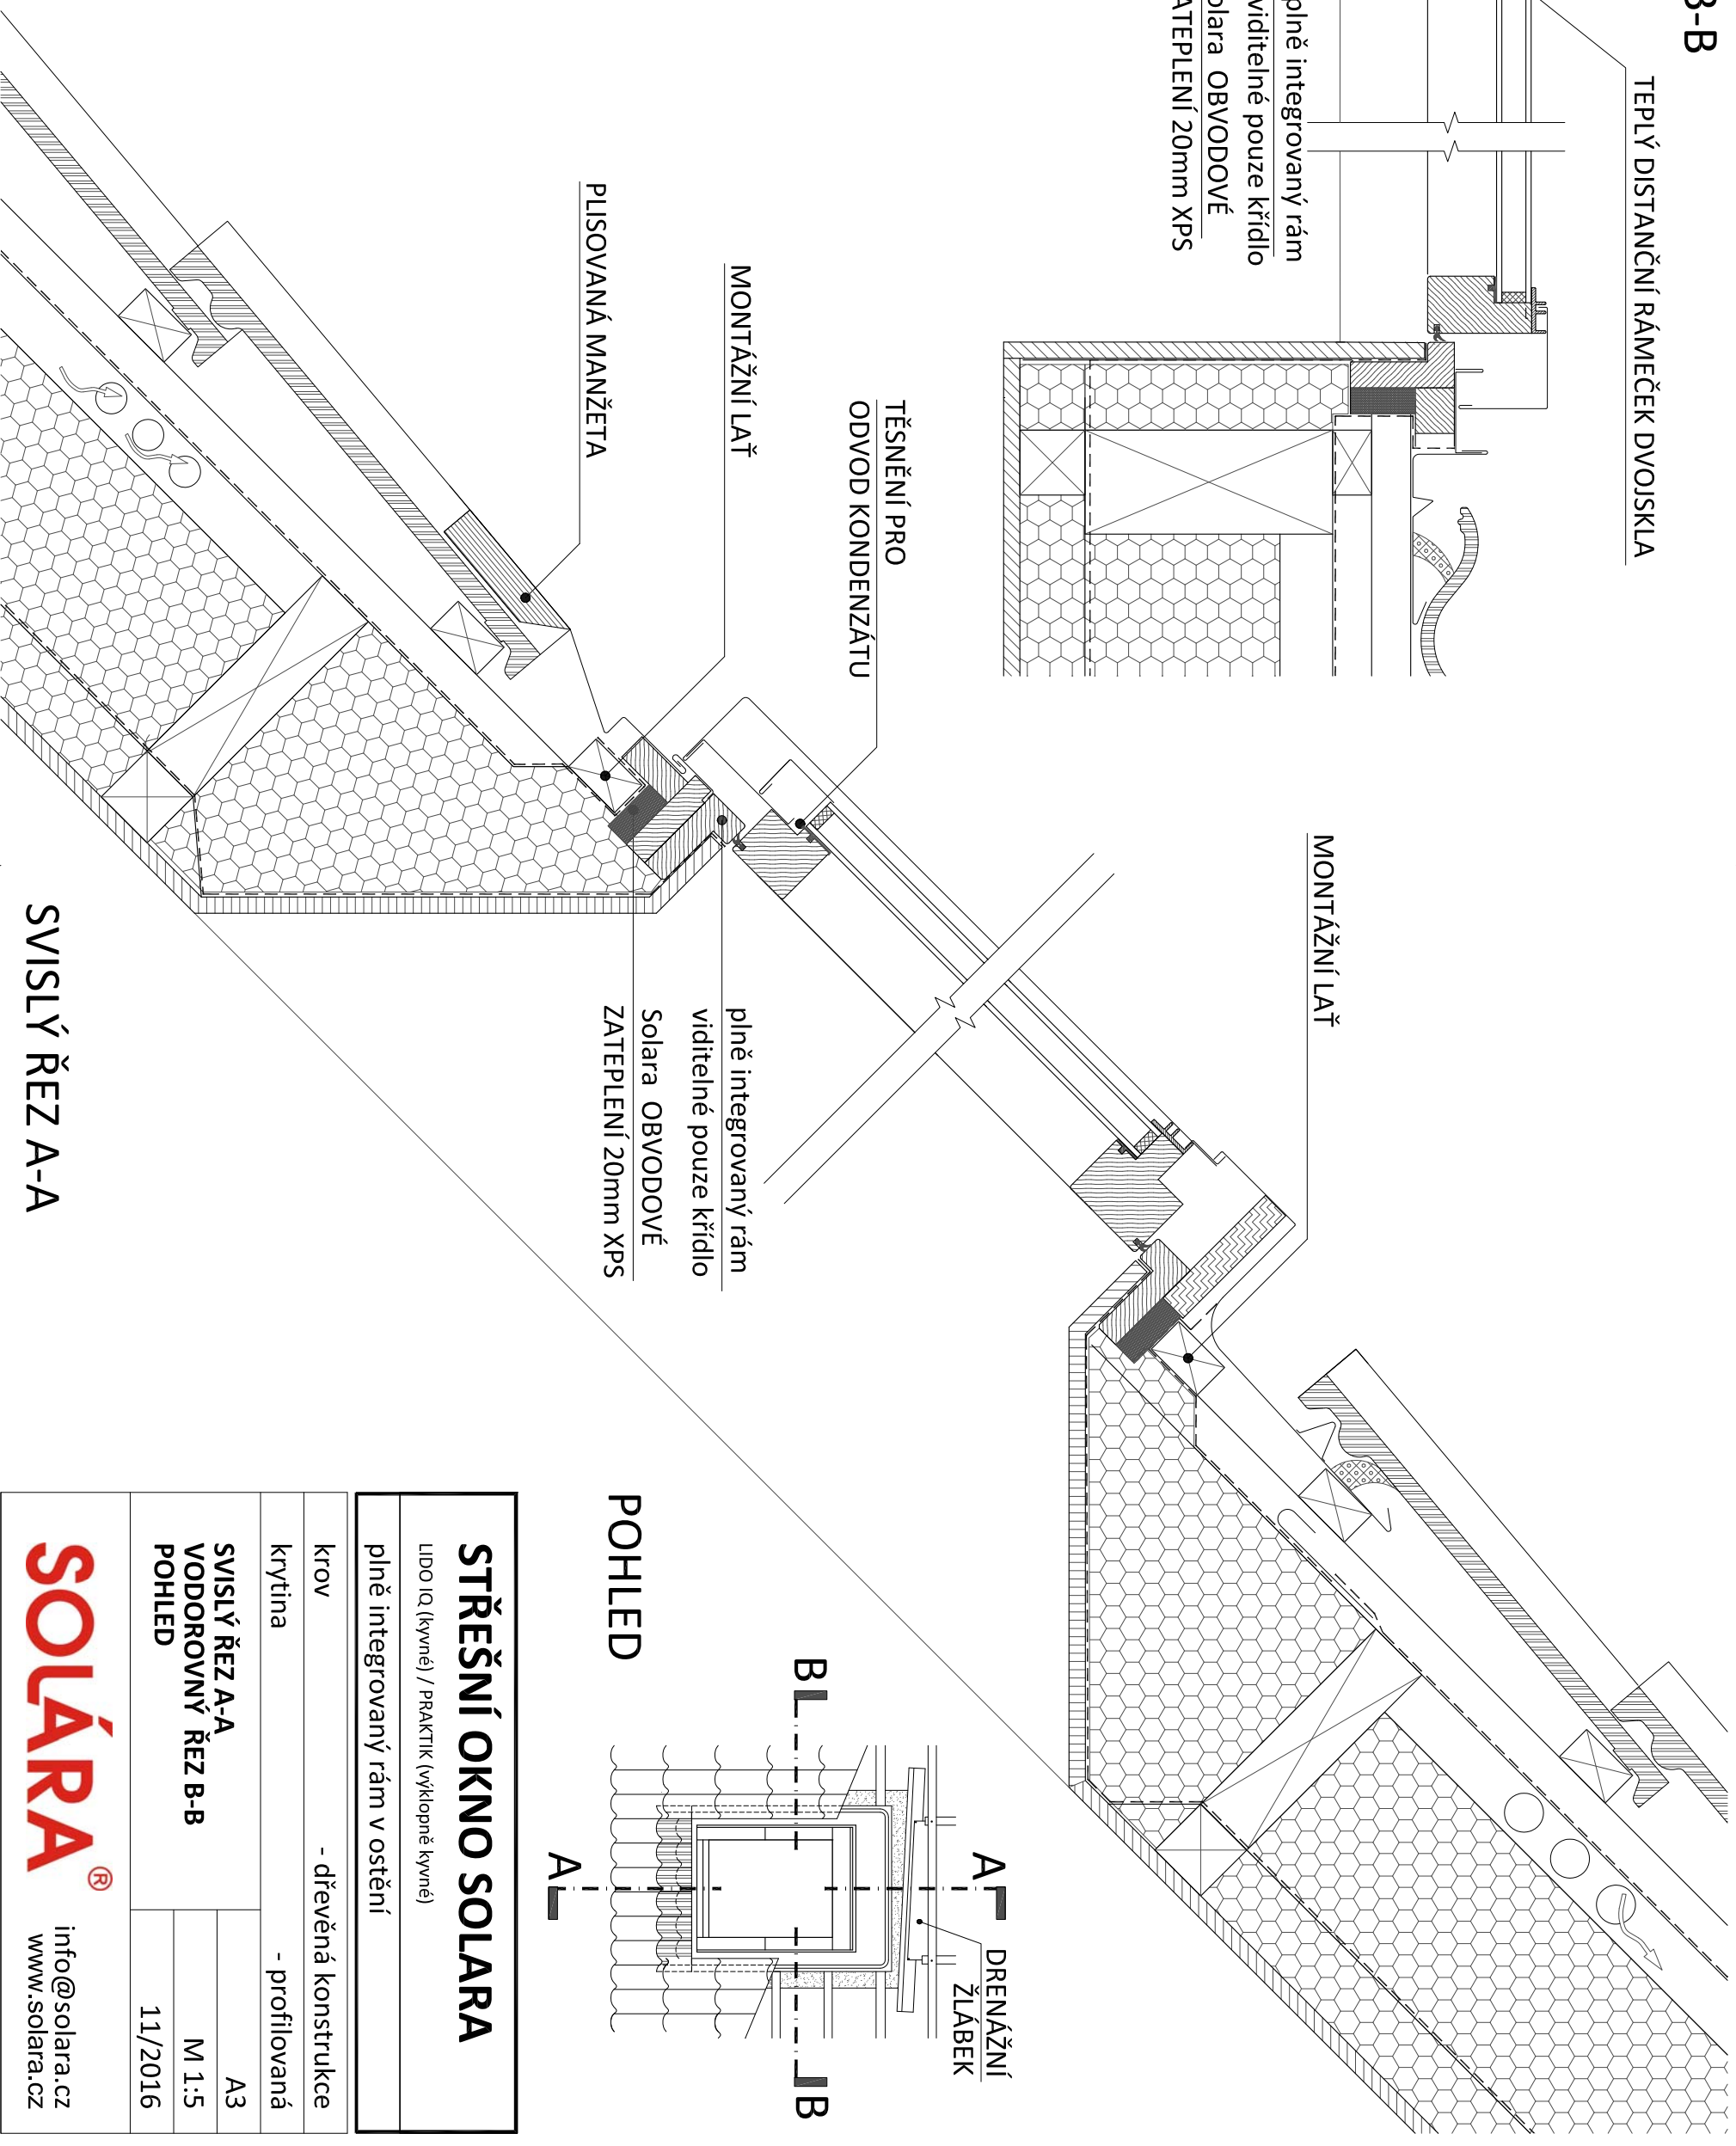 B-B
TEPLÝ DISTANČNÍ RÁMEČEK DVOJSKLA
plně integrovaný rám
viditelné pouze křídlo
OBVODOVÉ
20mm XPS
MONTÁŽNÍ LAŤ
TĚSNĚNÍ PRO
ODVOD KONDENZÁTU
MONTÁŽNÍ LAŤ
PLISOVANÁ MANŽETA
plně integrovaný rám
viditelné pouze křídlo
Solara OBVODOVÉ
ZATEPLENÍ 20mm XPS
SVISLÝ ŘEZ A-A
POHLED
A
DRENÁŽNÍ
ŽLÁBEK
B
B
A
STŘEŠNÍ OKNO SOLARA
LIDO IQ (kyvné) / PRAKTIK (výklopně kyvné)
plně integrovaný rám v ostění
krov - dřevěná konstrukce
krytina - profilovaná
SVISLÝ ŘEZ A-A
VODOROVNÝ ŘEZ B-B
POHLED
A3
M 1:5
11/2016
SOLÁRA®
info@solara.cz
www.solara.cz